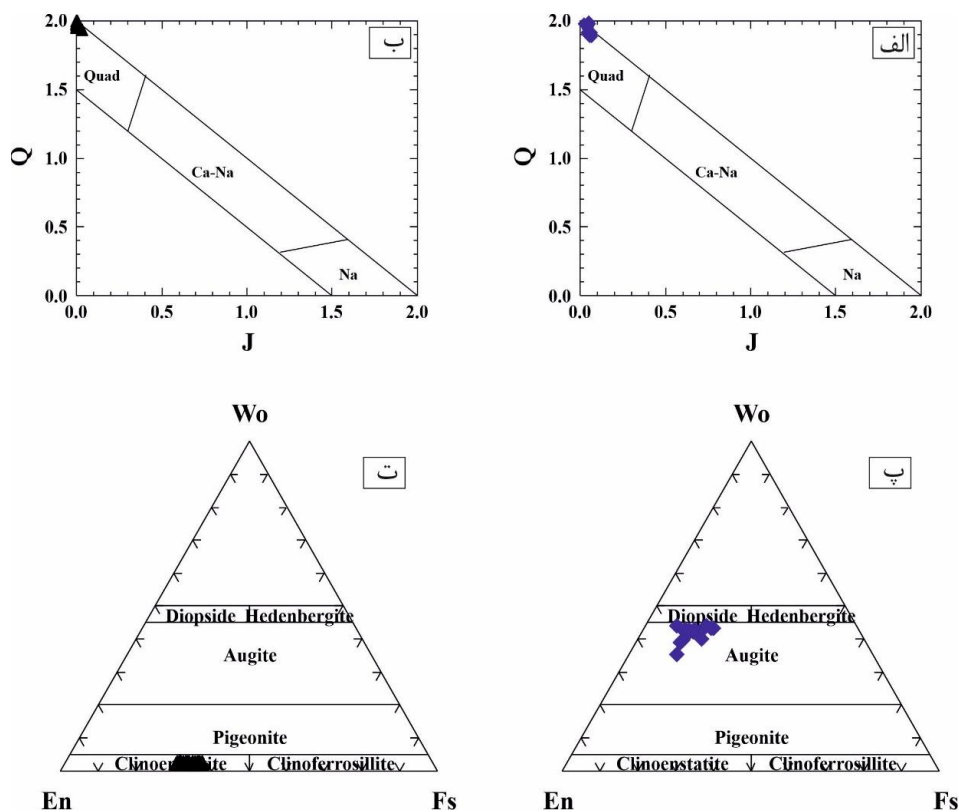 ب
2.0
Quad
1.5
Q
1.0
Ca-Na
0.5
Na
0.0
0.0 0.5 1.0 1.5 2.0
J
الف
2.0
Quad
1.5
Q
1.0
Ca-Na
0.5
Na
0.0
0.0 0.5 1.0 1.5 2.0
J
Wo
ت
Diopside Hedenbergite
Augite
Pigeonite
Clinoferrosillite
En Fs
Wo
پ
Diopside Hedenbergite
Augite
Pigeonite
Clinoenstatite Clinoferrosillite
En Fs